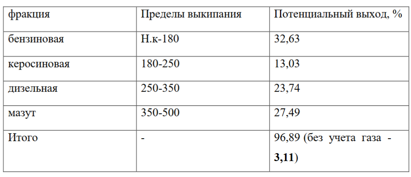 фракция Пределы выкипания Потенциальный выход, %
бензиновая Н.к-180 32,63
керосиновая 180-250 13,03
дизельная 250-350 23,74
мазут 350-500 27,49
Итого - 96,89 (без учета газа -
3,11)